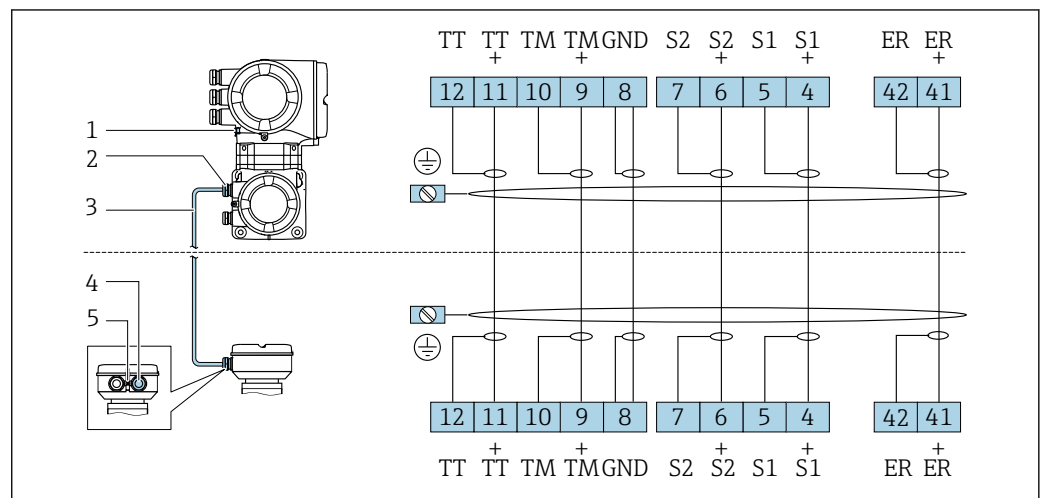 TT TT TM TM GND S2 S2 S1 S1 ER ER
+ + + + +
12 11 10 9 8 7 6 5 4 42 41
1
2
3
4
5
12 11 10 9 8 7 6 5 4 42 41
+ + + + +
TT TT TM TM GND S2 S2 S1 S1 ER ER